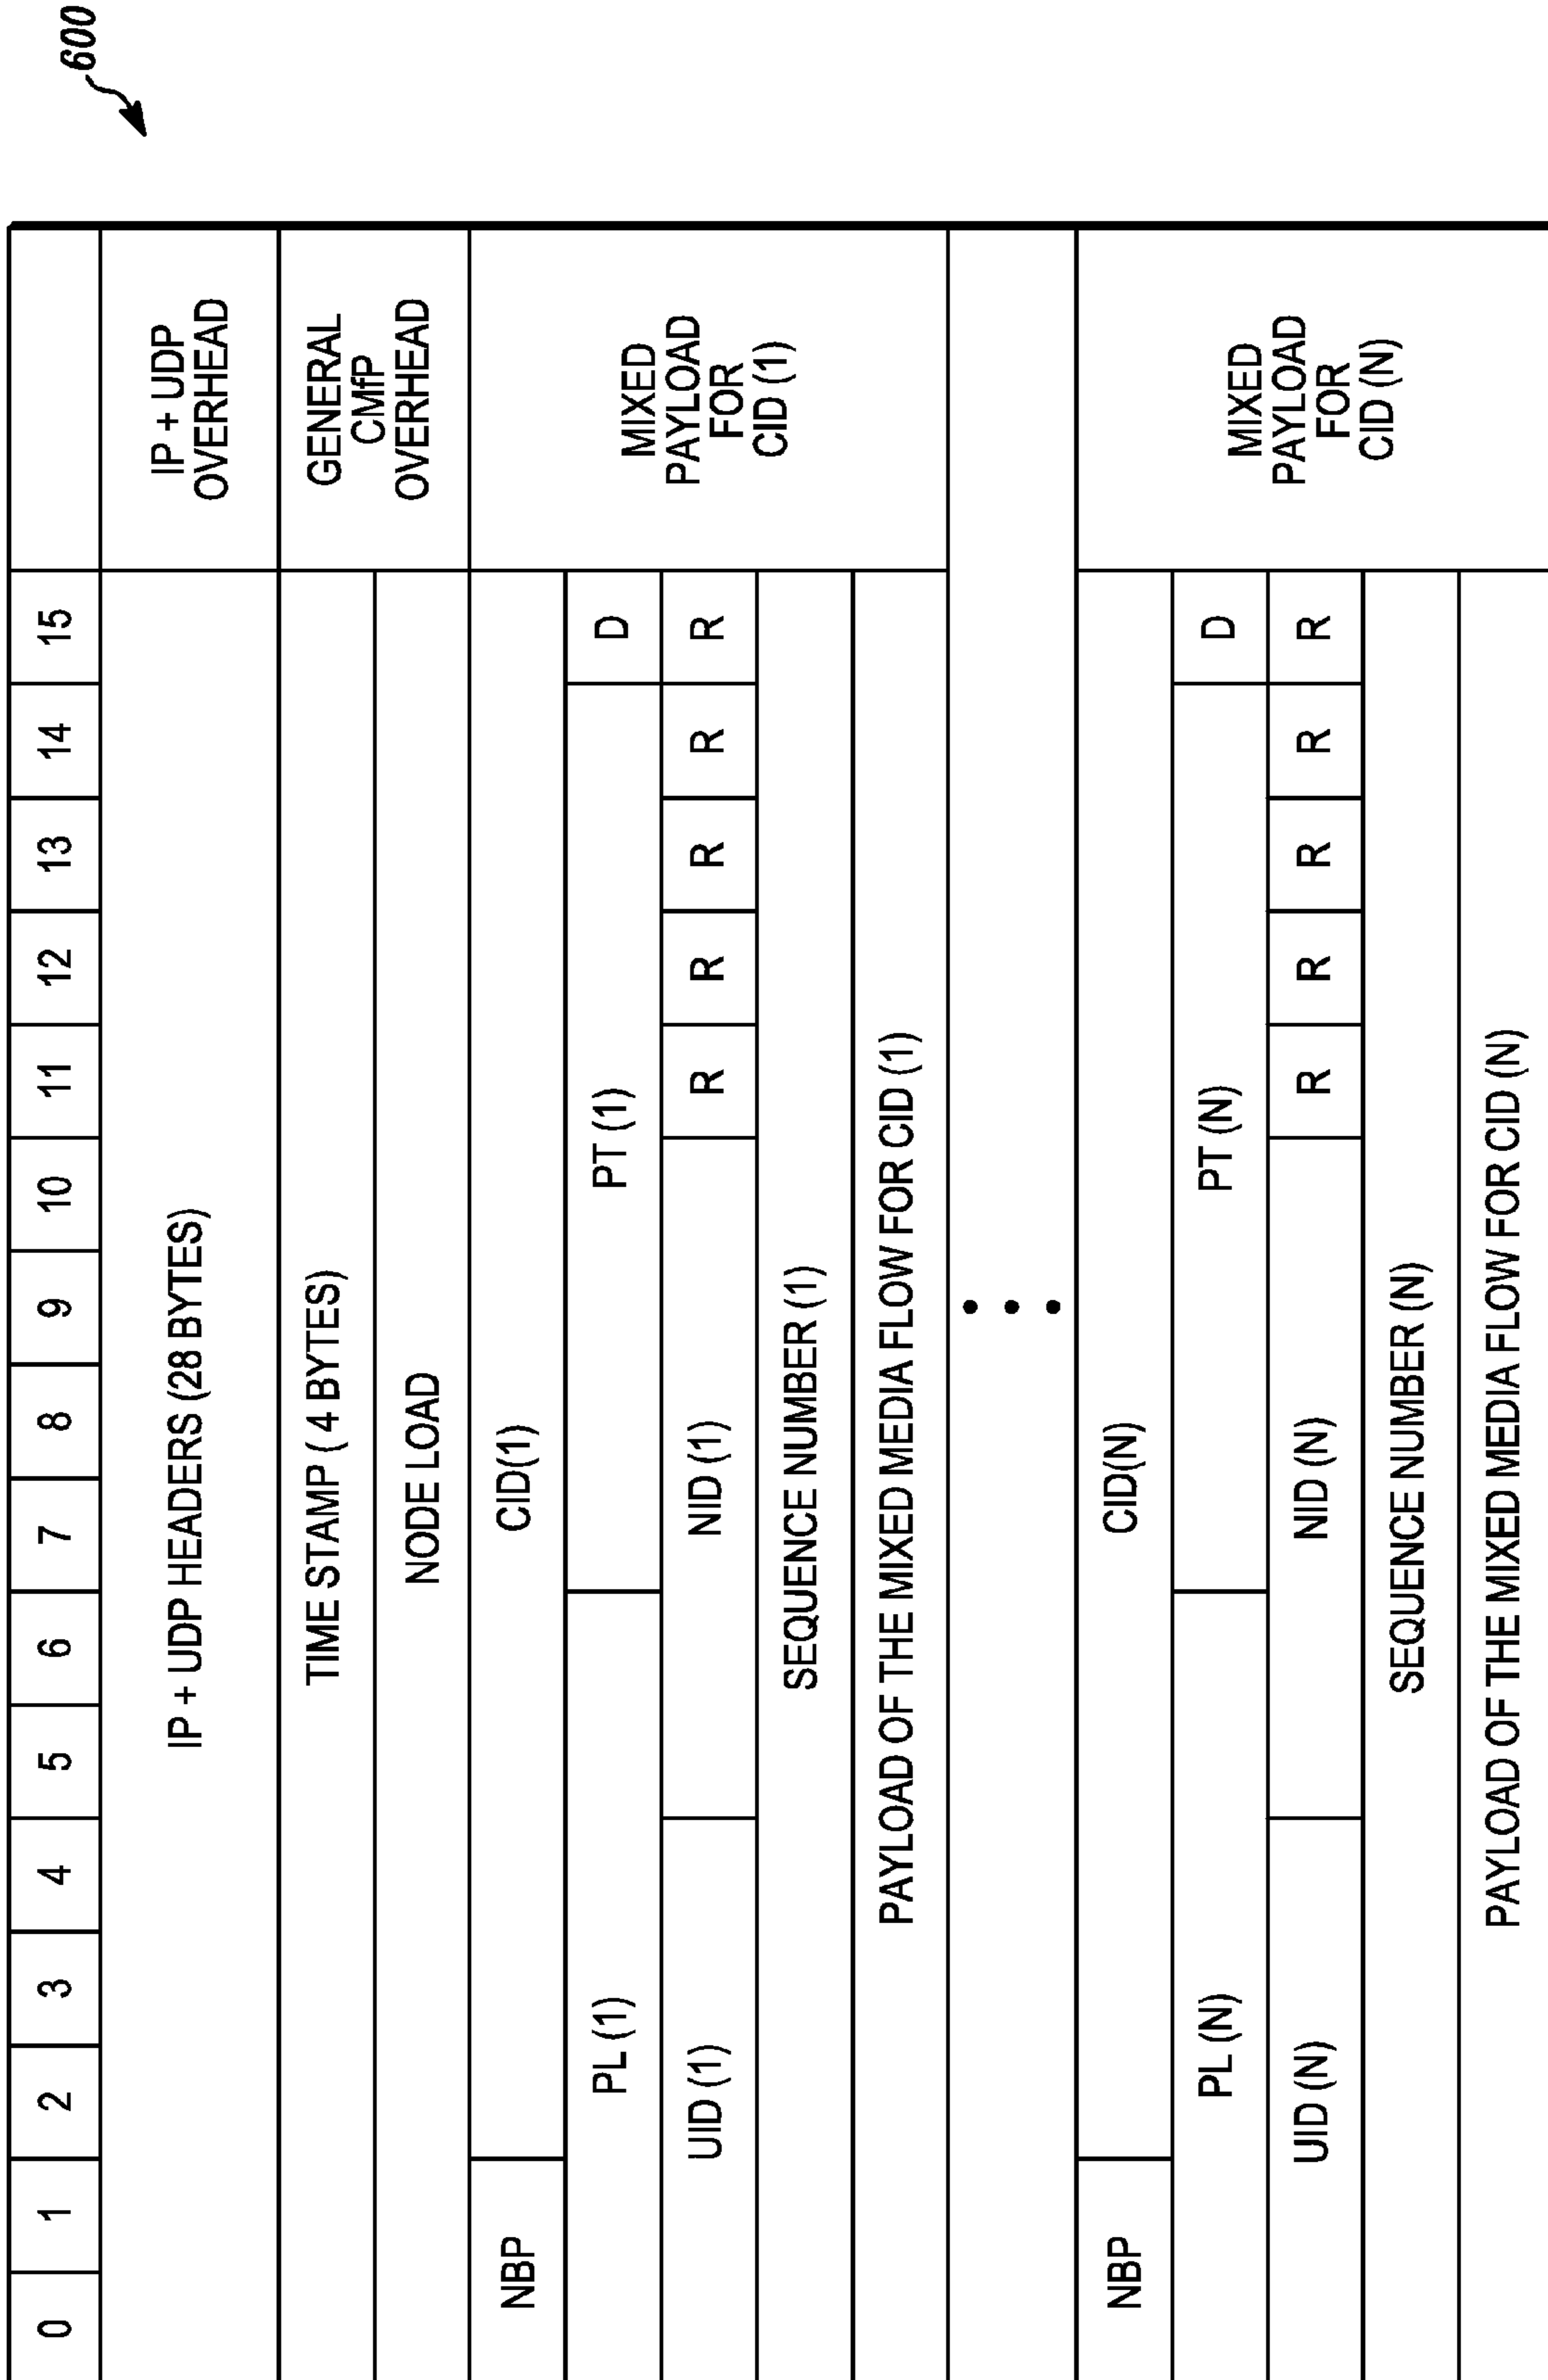 600
0 1 2 3 4 5 6 7 8 9 10 11 12 13 14 15
IP + UDP HEADERS (28 BYTES)
IP + UDP
OVERHEAD
TIME STAMP ( 4 BYTES)
NODE LOAD
GENERAL
CMfP
OVERHEAD
NBP CID(1)
PL (1) PT (1) D
UID (1) NID (1) R R R R R
SEQUENCE NUMBER (1)
PAYLOAD OF THE MIXED MEDIA FLOW FOR CID (1)
MIXED
PAYLOAD
FOR
CID (1)
NBP CID(N)
PL (N) PT (N) D
UID (N) NID (N) R R R R R
SEQUENCE NUMBER (N)
PAYLOAD OF THE MIXED MEDIA FLOW FOR CID (N)
MIXED
PAYLOAD
FOR
CID (N)